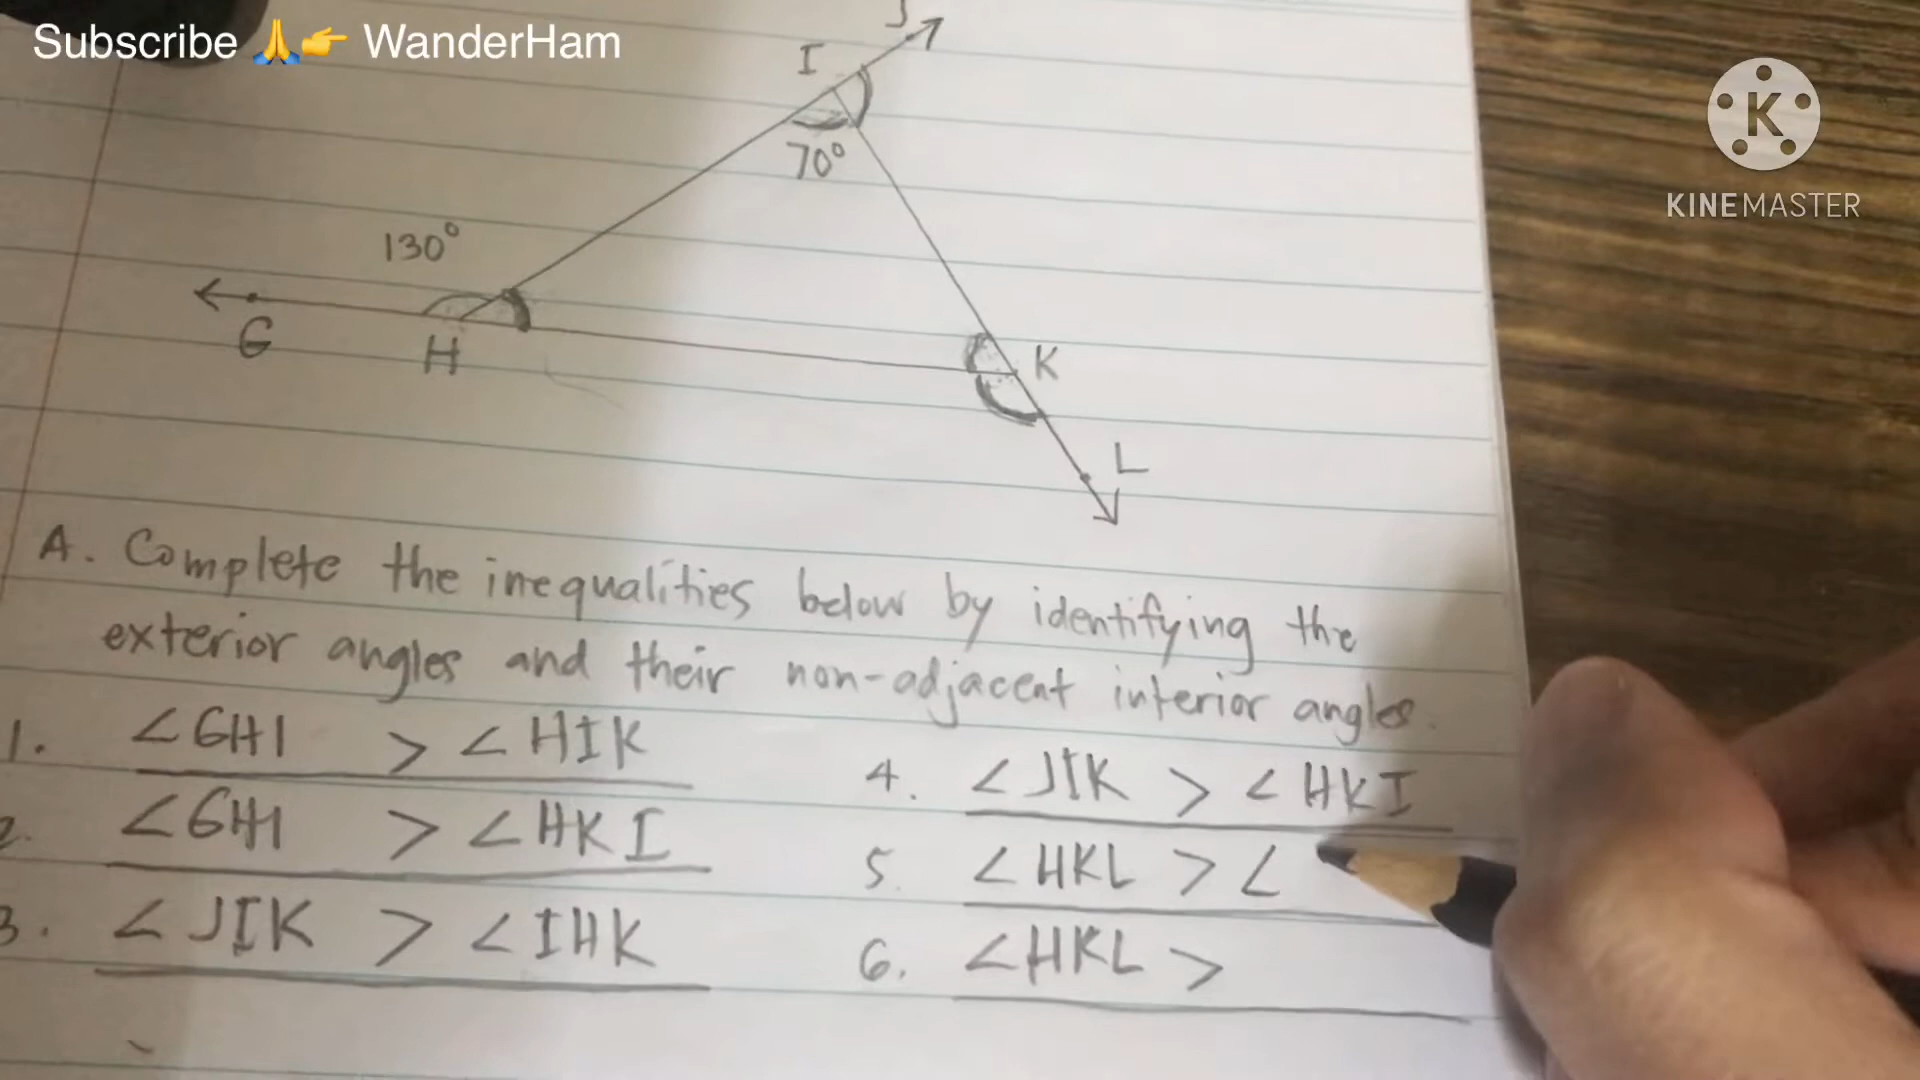 Subscribe 🙏👉 WanderHam
KINEMASTER
J
I
70°
130°
G
H
K
L
A. Complete the inequalities below by identifying the
exterior angles and their non-adjacent interior angles.
1. <GHI > <HIK
2. <GHI > <HKI
3. <JIK > <IHK
4. <JIK > <HKI
5. <HKL > <
6. <HKL >